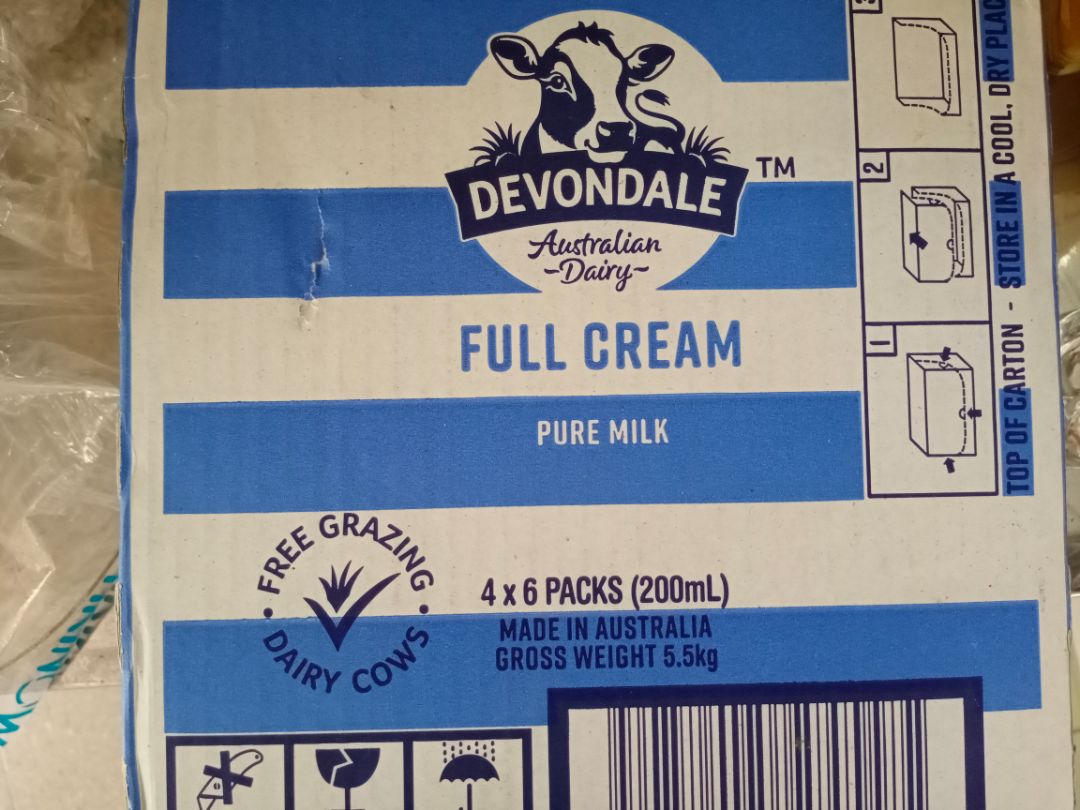 DEVONDALE
TM
Australian
~Dairy~
FULL CREAM
PURE MILK
• FREE GRAZING •
DAIRY COWS
4 x 6 PACKS (200mL)
MADE IN AUSTRALIA
GROSS WEIGHT 5.5kg
1
2
3
TOP OF CARTON - STORE IN A COOL, DRY